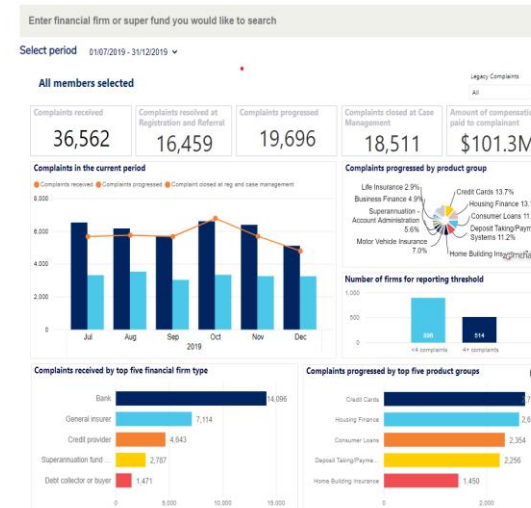 Enter financial firm or super fund you would like to search
Select period 01/07/2019 - 31/12/2019
All members selected
Legacy Complaints
All
Complaints received
36,562
Complaints resolved at Registration and Referral
16,459
Complaints progressed
19,696
Complaints closed at Case Management
18,511
Amount of compensatio
paid to complainant
$101.3M
Complaints in the current period
Complaints received Complaints progressed Complaint closed at reg and case management
8,000
6,000
4,000
2,000
0
Jul Aug Sep Oct Nov Dec
2019
Complaints progressed by product group
Life Insurance 2.9%
Business Finance 4.9%
Superannuation - Account Administration 5.6%
Motor Vehicle Insurance 7.0%
Credit Cards 13.7%
Housing Finance 13.
Consumer Loans 11.
Deposit Taking/Paym
Systems 11.2%
Home Building
Number of firms for reporting threshold
1,000
500
0
514
<4 complaints 4+ complaints
Complaints received by top five financial firm type
Bank 14,096
General insurer 7,114
Credit provider 4,643
Superannuation fund ... 2,787
Debt collector or buyer 1,471
0 5,000 10,000 15,000
Complaints progressed by top five product groups
Credit Cards 2,7
Housing Finance 2,6
Consumer Loans 2,354
Deposit Taking/Payme... 2,256
Home Building Insurance 1,450
0 2,000